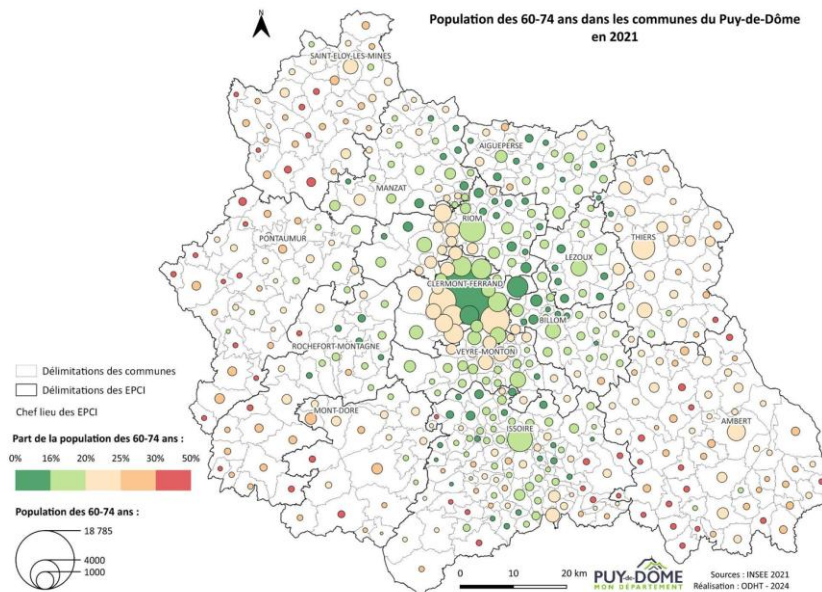 Population des 60-74 ans dans les communes du Puy-de-Dôme
en 2021
N
SAINT-ELOY-LES-MINES
AIGUEPERSE
MANZAT
RIOM
THIERS
PONTAUMUR
LEZOUX
CLERMONT-FERRAND
BILLOM
ROCHEFORT-MONTAGNE
VEYRE-MONTON
MONT-DORE
AMBERT
ISSOIRE
Délimitations des communes
Délimitations des EPCI
Chef lieu des EPCI
Part de la population des 60-74 ans :
0% 16% 20% 25% 30% 50%
Population des 60-74 ans :
18 785
4000
1000
0 10 20 km
PUY-DE-DÔME
MON DÉPARTEMENT
Sources : INSEE 2021
Réalisation : ODHT - 2024